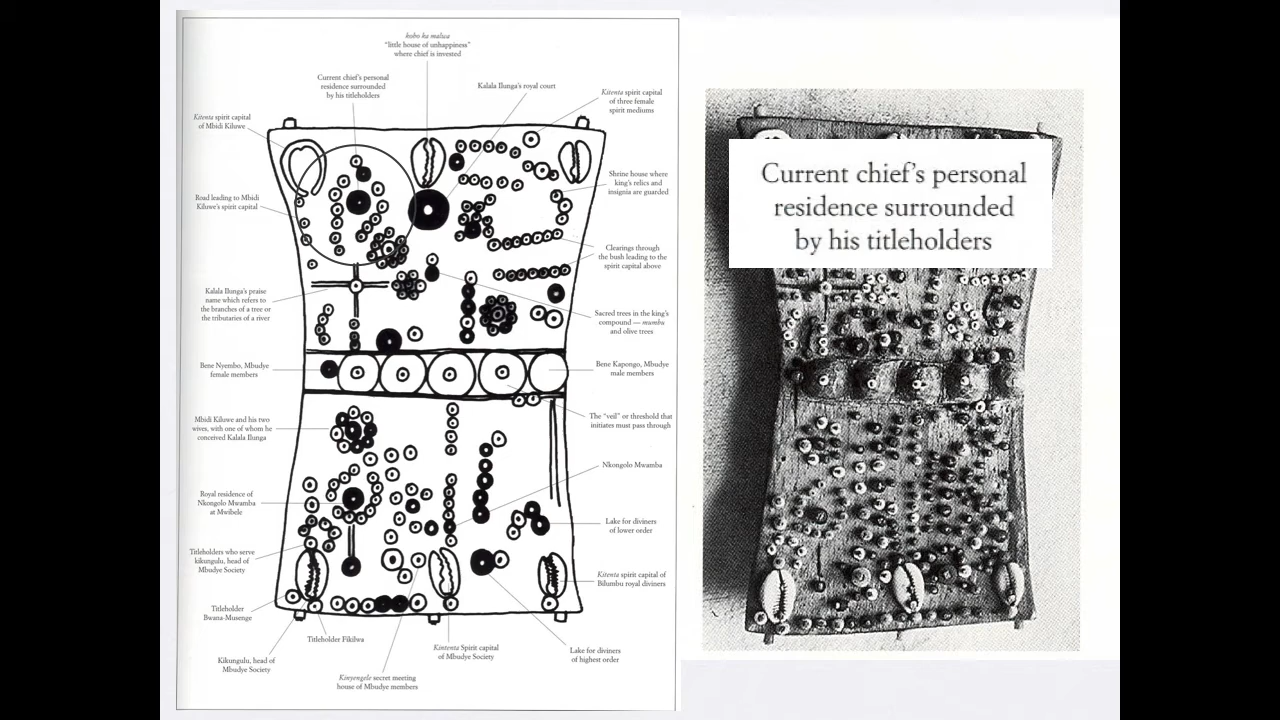 kobo ka malwa
"little house of unhappiness"
where chief is invested
Current chief's personal
residence surrounded
by his titleholders
Kalala Ilunga's royal court
Kitenta spirit capital
of three female
spirit mediums
Kitenta spirit capital
of Mbidi Kiluwe
Shrine house where
king's relics and
insignia are guarded
Road leading to Mbidi
Kiluwe's spirit capital
Clearings through
the bush leading to the
spirit capital above
Kalala Ilunga's praise
name which refers to
the branches of a tree or
the tributaries of a river
Sacred trees in the king's
compound — mumbu
and olive trees
Bene Nyembo, Mbudye
female members
Bene Kapongo, Mbudye
male members
Mbidi Kiluwe and his two
wives, with one of whom he
conceived Kalala Ilunga
The "veil" or threshold that
initiates must pass through
Nkongolo Mwamba
Royal residence of
Nkongolo Mwamba
at Mwibele
Lake for diviners
of lower order
Titleholders who serve
kikungulu, head of
Mbudye Society
Kitenta spirit capital of
Bilumbu royal diviners
Titleholder
Bwana-Musenge
Titleholder Fikilwa
Kintenta Spirit capital
of Mbudye Society
Lake for diviners
of highest order
Kikungulu, head of
Mbudye Society
Kinyengele secret meeting
house of Mbudye members
Current chief's personal
residence surrounded
by his titleholders